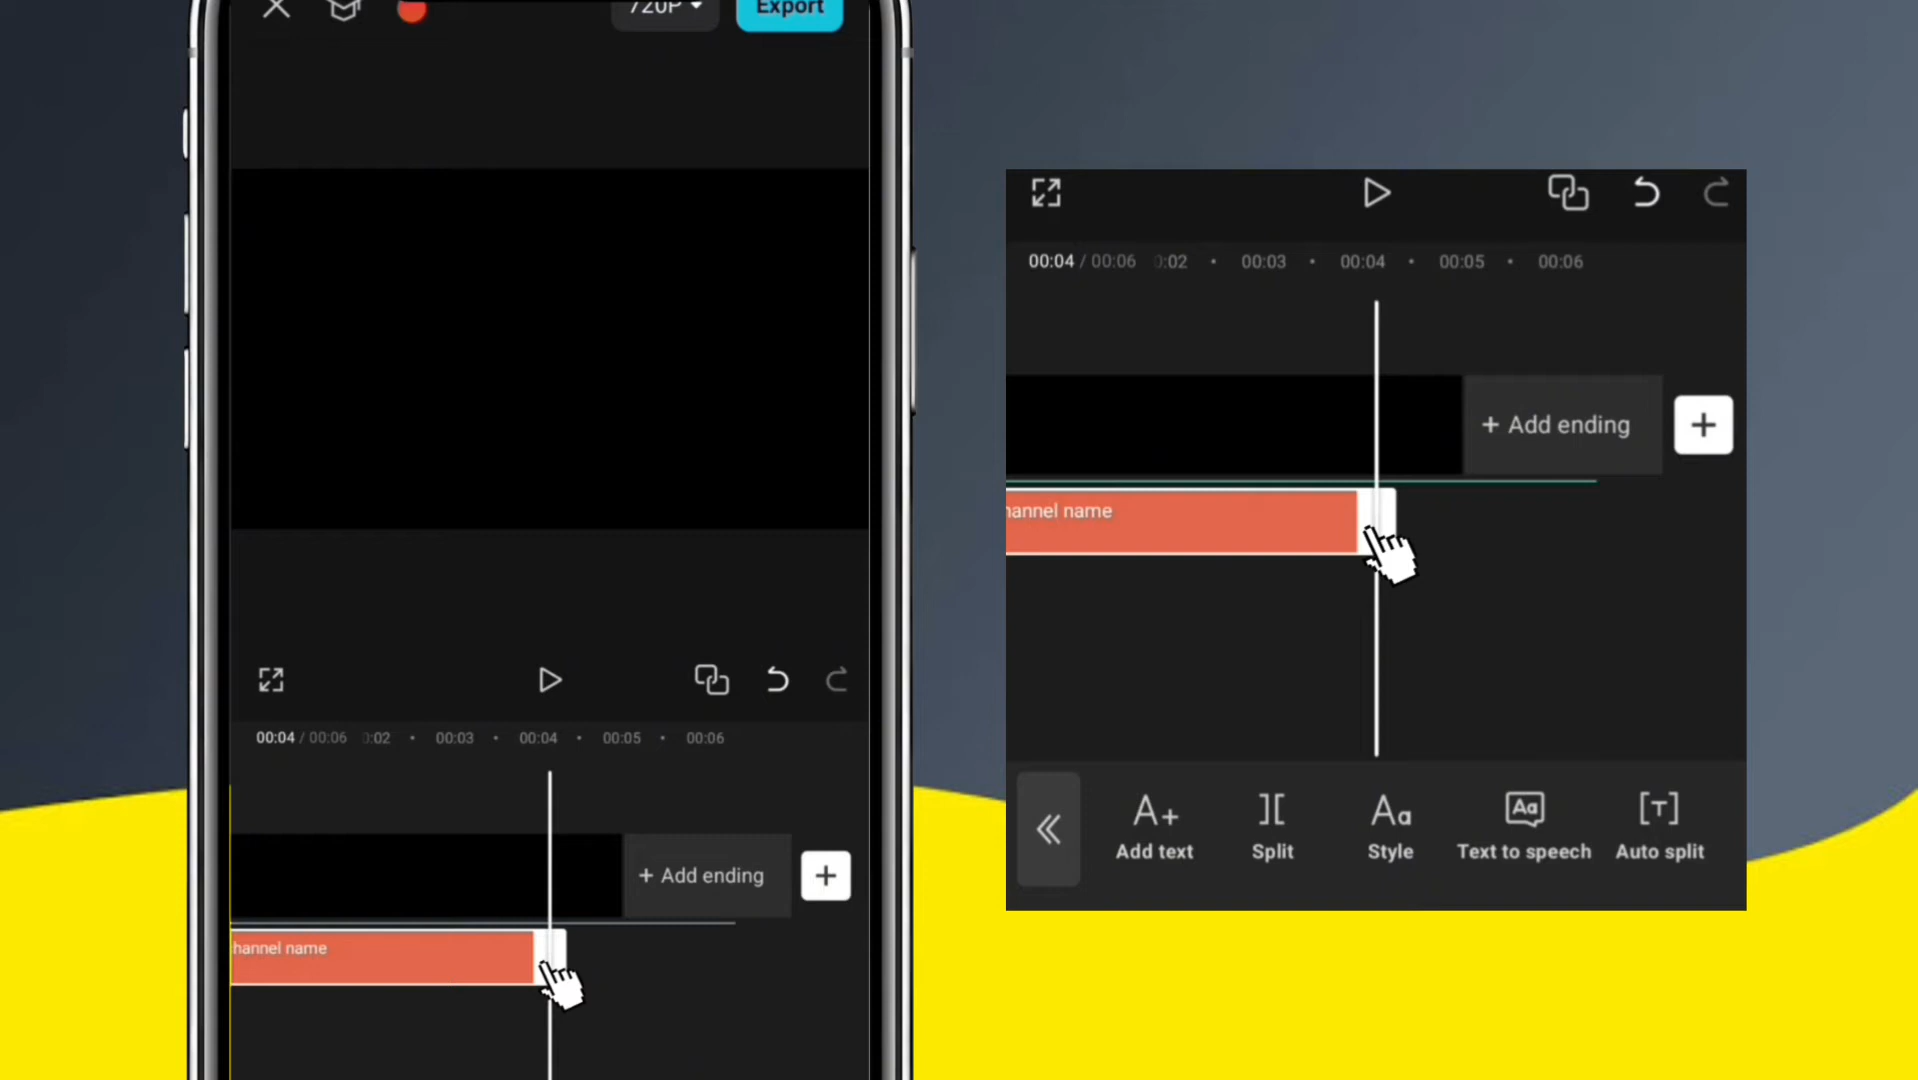 720P
Export
00:04 / 00:06 :02 00:03 00:04 00:05 00:06
+ Add ending
hannel name
00:04 / 00:06 :02 00:03 00:04 00:05 00:06
+ Add ending
hannel name
Add text Split Style Text to speech Auto split